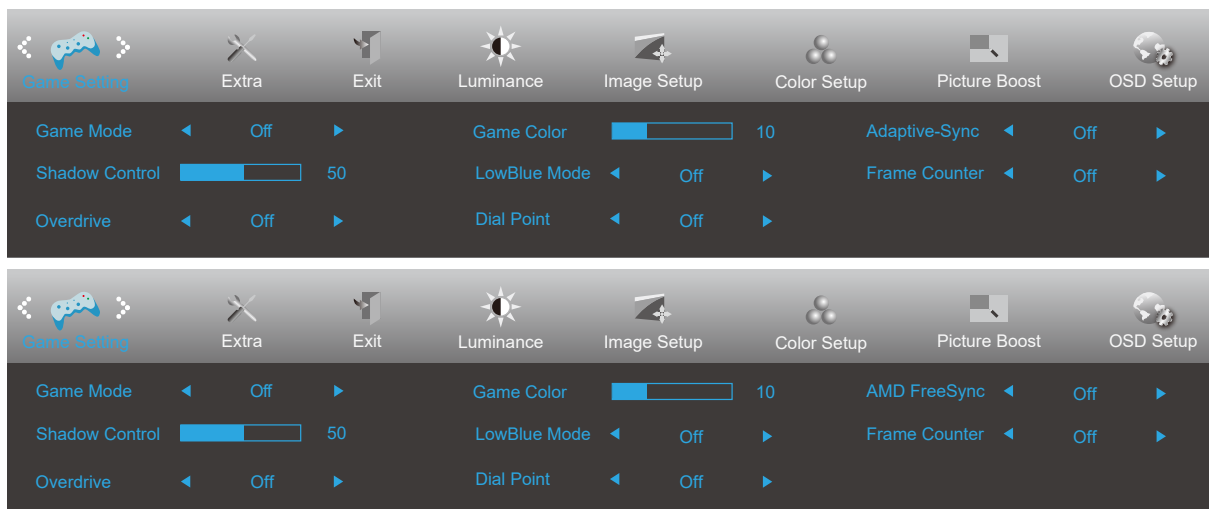 Game Setting Extra Exit Luminance Image Setup Color Setup Picture Boost OSD Setup
Game Mode Off Game Color 10 Adaptive-Sync Off
Shadow Control 50 LowBlue Mode Off Frame Counter Off
Overdrive Off Dial Point Off
Game Setting Extra Exit Luminance Image Setup Color Setup Picture Boost OSD Setup
Game Mode Off Game Color 10 AMD FreeSync Off
Shadow Control 50 LowBlue Mode Off Frame Counter Off
Overdrive Off Dial Point Off